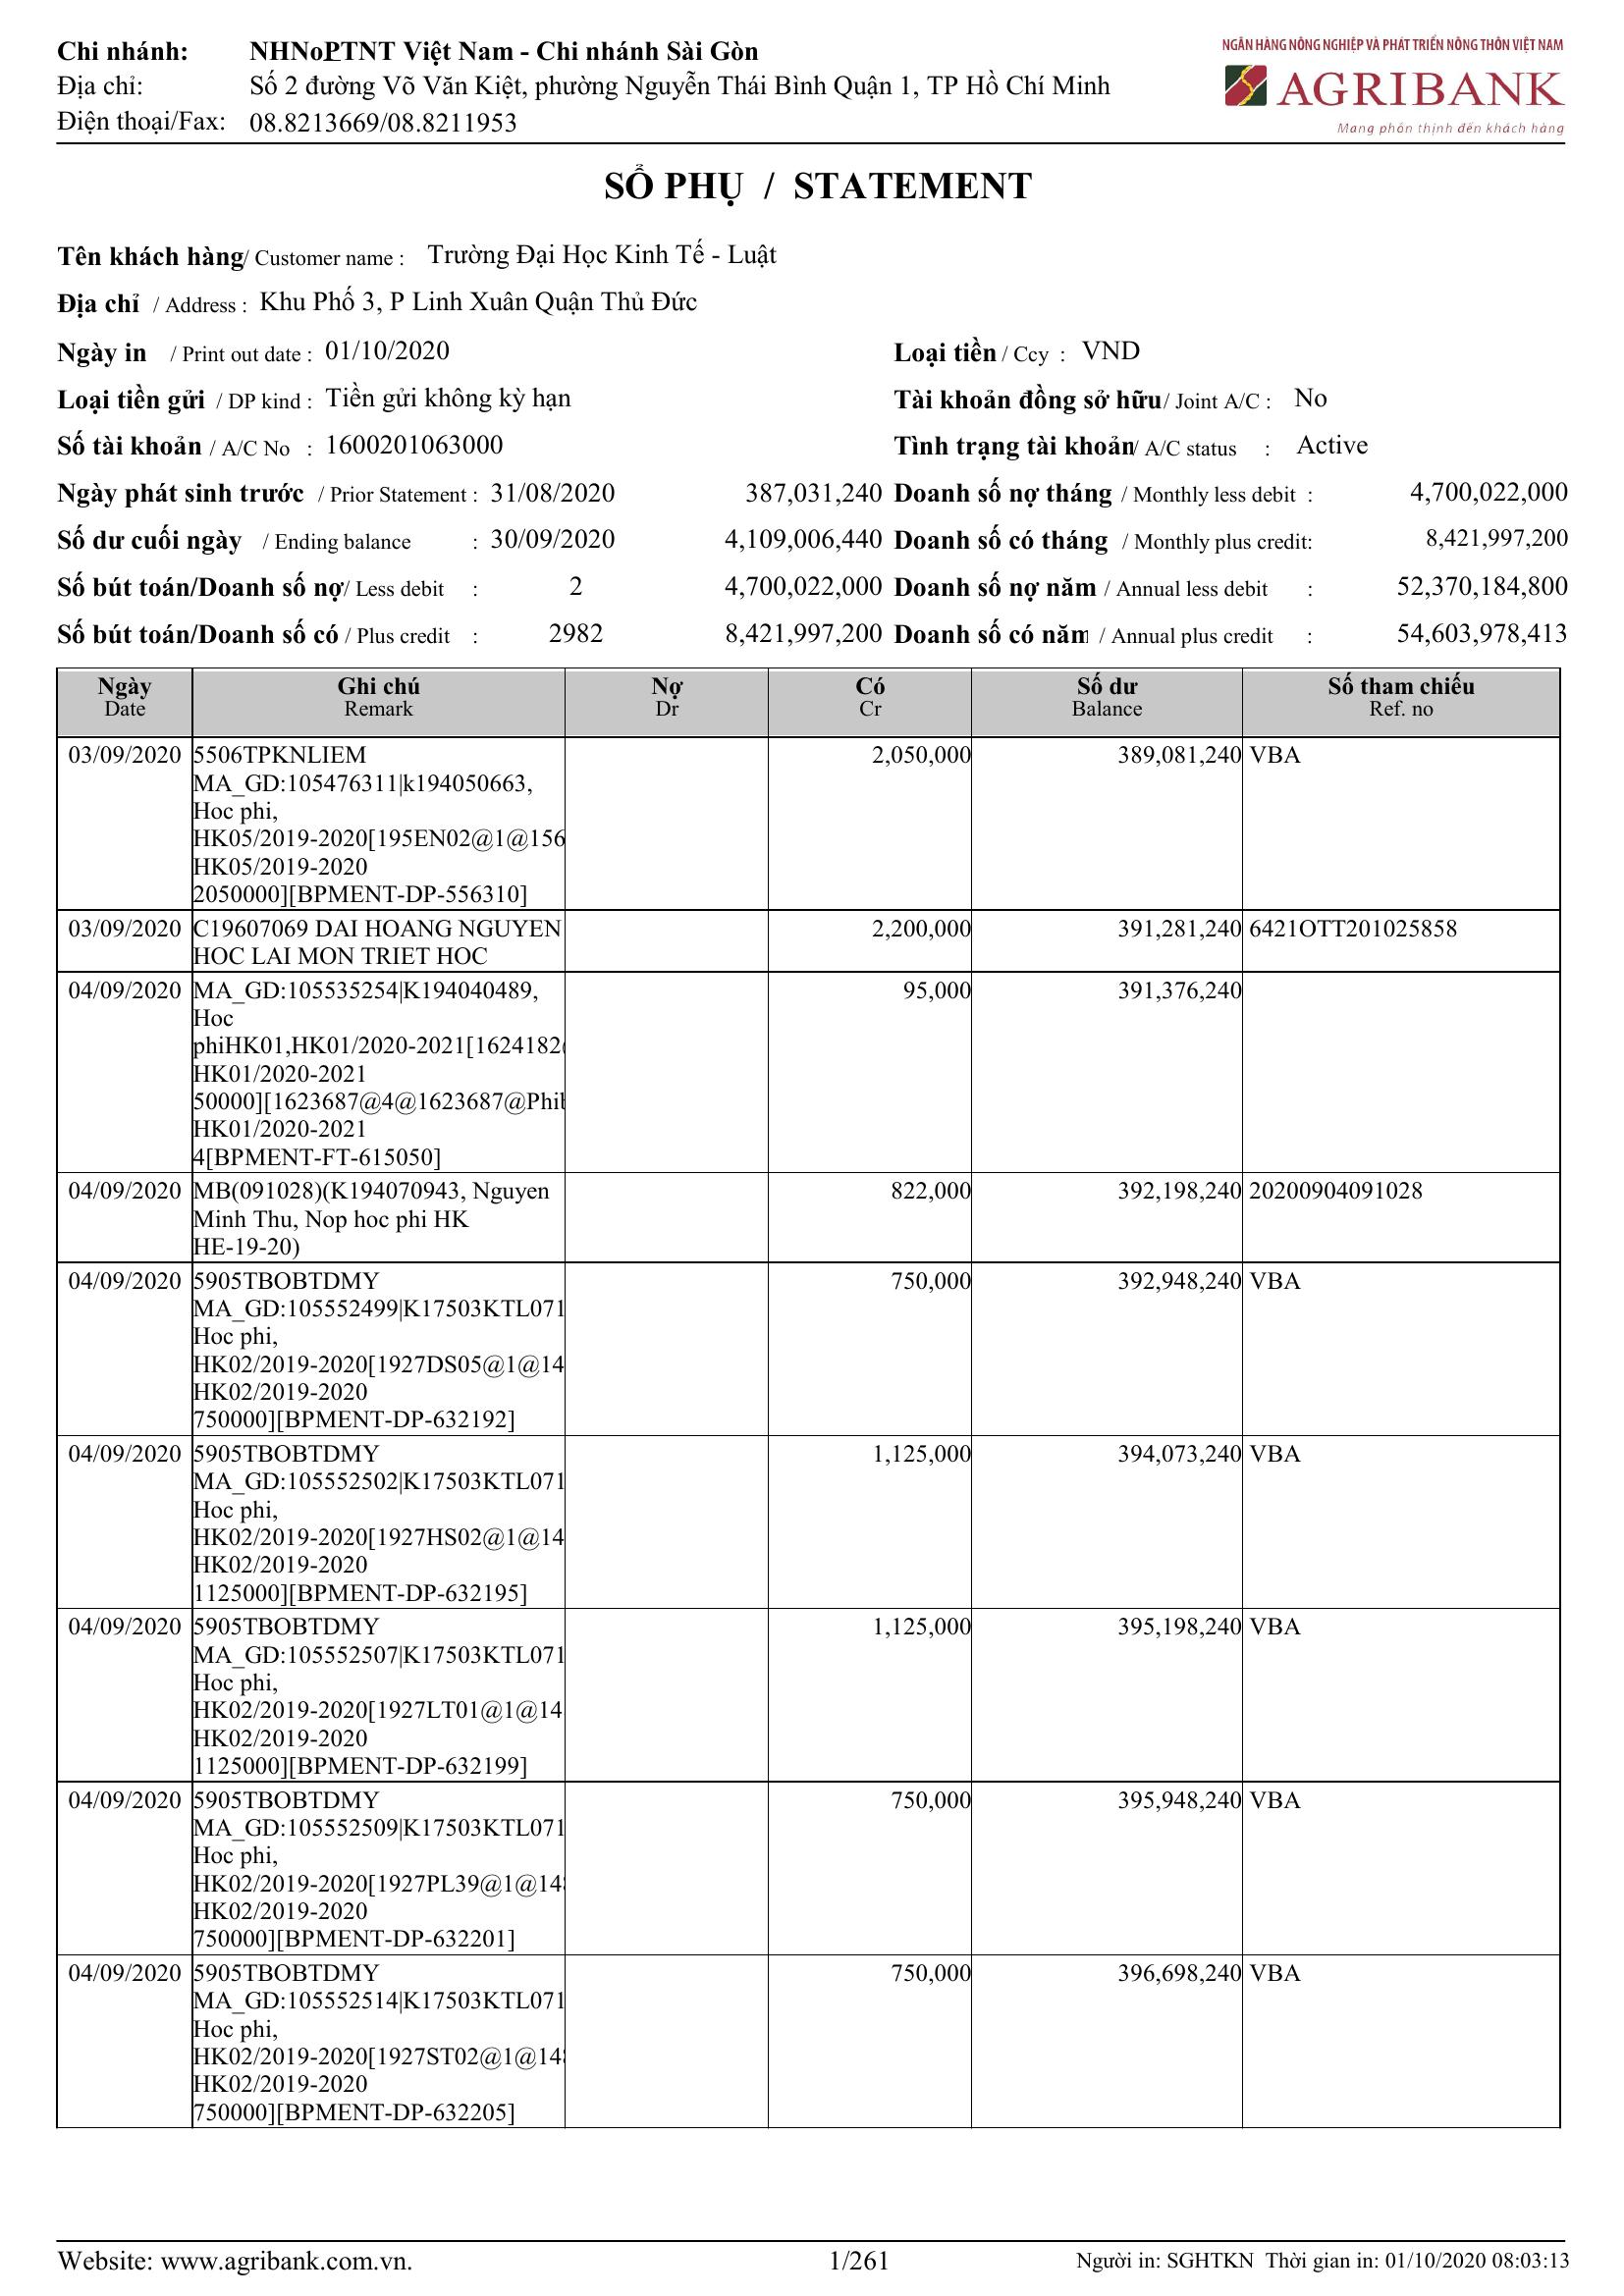 Chi nhánh: NHNoPTNT Việt Nam - Chi nhánh Sài Gòn
Địa chỉ: Số 2 đường Võ Văn Kiệt, phường Nguyễn Thái Bình Quận 1, TP Hồ Chí Minh
Điện thoại/Fax: 08.8213669/08.8211953
NGÂN HÀNG NÔNG NGHIỆP VÀ PHÁT TRIỂN NÔNG THÔN VIỆT NAM
AGRIBANK
Mang phồn thịnh đến khách hàng
SỔ PHỤ / STATEMENT
Tên khách hàng/ Customer name : Trường Đại Học Kinh Tế - Luật
Địa chỉ / Address : Khu Phố 3, P Linh Xuân Quận Thủ Đức
Ngày in / Print out date : 01/10/2020 Loại tiền / Ccy : VND
Loại tiền gửi / DP kind : Tiền gửi không kỳ hạn Tài khoản đồng sở hữu/ Joint A/C : No
Số tài khoản / A/C No : 1600201063000 Tình trạng tài khoản/ A/C status : Active
Ngày phát sinh trước / Prior Statement : 31/08/2020 387,031,240 Doanh số nợ tháng / Monthly less debit : 4,700,022,000
Số dư cuối ngày / Ending balance : 30/09/2020 4,109,006,440 Doanh số có tháng / Monthly plus credit: 8,421,997,200
Số bút toán/Doanh số nợ/ Less debit : 2 4,700,022,000 Doanh số nợ năm / Annual less debit : 52,370,184,800
Số bút toán/Doanh số có / Plus credit : 2982 8,421,997,200 Doanh số có năm / Annual plus credit : 54,603,978,413
Ngày Ghi chú Nợ Có Số dư Số tham chiếu
Date Remark Dr Cr Balance Ref. no
03/09/2020 5506TPKNLIEM 2,050,000 389,081,240 VBA
MA_GD:105476311|k194050663,
Hoc phi,
HK05/2019-2020[195EN02@1@156
HK05/2019-2020
2050000][BPMENT-DP-556310]
03/09/2020 C19607069 DAI HOANG NGUYEN 2,200,000 391,281,240 6421OTT201025858
HOC LAI MON TRIET HOC
04/09/2020 MA_GD:105535254|K194040489, 95,000 391,376,240
Hoc
phiHK01,HK01/2020-2021[1624182@
HK01/2020-2021
50000][1623687@4@1623687@Phib
HK01/2020-2021
4[BPMENT-FT-615050]
04/09/2020 MB(091028)(K194070943, Nguyen 822,000 392,198,240 20200904091028
Minh Thu, Nop hoc phi HK
HE-19-20)
04/09/2020 5905TBOBTDMY 750,000 392,948,240 VBA
MA_GD:105552499|K17503KTL071
Hoc phi,
HK02/2019-2020[1927DS05@1@14
HK02/2019-2020
750000][BPMENT-DP-632192]
04/09/2020 5905TBOBTDMY 1,125,000 394,073,240 VBA
MA_GD:105552502|K17503KTL071
Hoc phi,
HK02/2019-2020[1927HS02@1@14
HK02/2019-2020
1125000][BPMENT-DP-632195]
04/09/2020 5905TBOBTDMY 1,125,000 395,198,240 VBA
MA_GD:105552507|K17503KTL071
Hoc phi,
HK02/2019-2020[1927LT01@1@14
HK02/2019-2020
1125000][BPMENT-DP-632199]
04/09/2020 5905TBOBTDMY 750,000 395,948,240 VBA
MA_GD:105552509|K17503KTL071
Hoc phi,
HK02/2019-2020[1927PL39@1@148
HK02/2019-2020
750000][BPMENT-DP-632201]
04/09/2020 5905TBOBTDMY 750,000 396,698,240 VBA
MA_GD:105552514|K17503KTL071
Hoc phi,
HK02/2019-2020[1927ST02@1@148
HK02/2019-2020
750000][BPMENT-DP-632205]
Website: www.agribank.com.vn. 1/261 Người in: SGHTKN Thời gian in: 01/10/2020 08:03:13